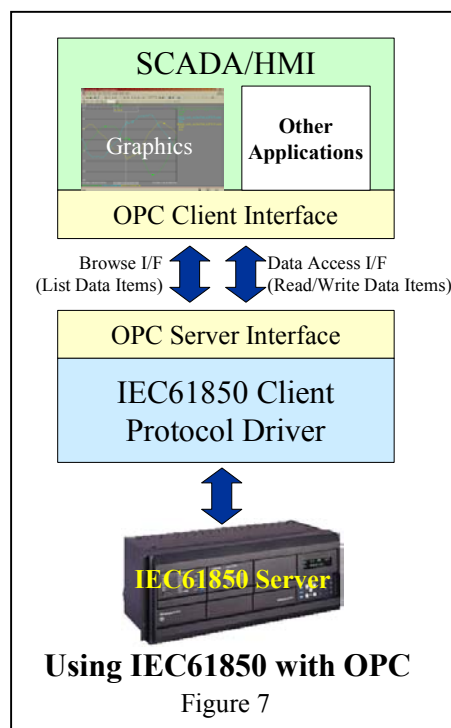 SCADA/HMI
Graphics
Other
Applications
OPC Client Interface
Browse I/F
(List Data Items)
Data Access I/F
(Read/Write Data Items)
OPC Server Interface
IEC61850 Client
Protocol Driver
IEC61850 Server
Using IEC61850 with OPC
Figure 7